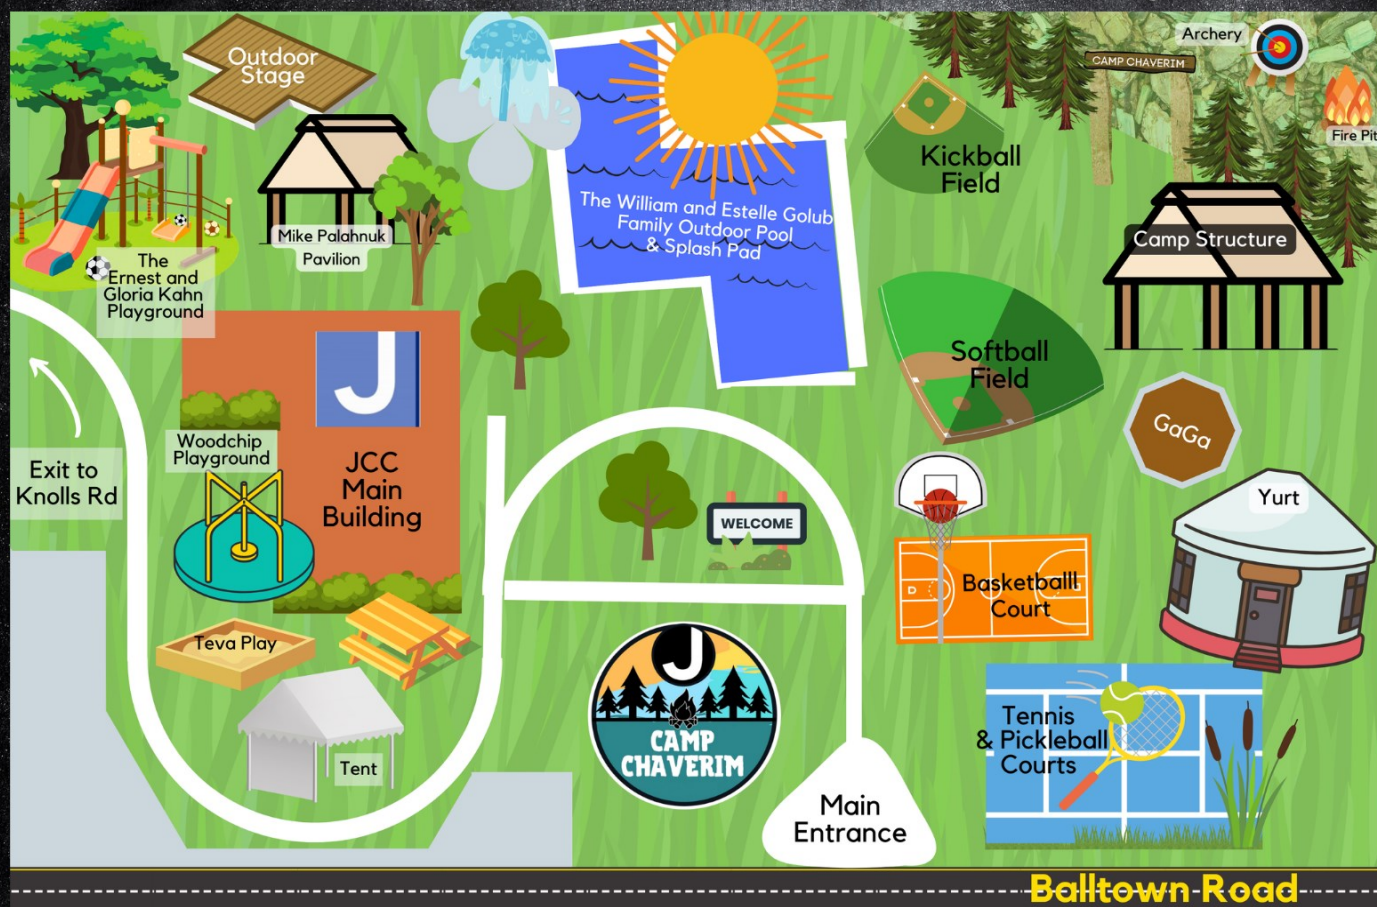 Outdoor
Stage
Archery
CAMP CHAVERIM
Fire Pit
Kickball
Field
Mike Palahnuk
Pavilion
The William and Estelle Golub
Family Outdoor Pool
& Splash Pad
Camp Structure
The
Ernest and
Gloria Kahn
Playground
J
Softball
Field
GaGa
Woodchip
Playground
JCC
Main
Building
Exit to
Knolls Rd
WELCOME
Yurt
Basketballl
Court
Teva Play
Tent
J
CAMP
CHAVERIM
Tennis
& Pickleball
Courts
Main
Entrance
Balltown Road